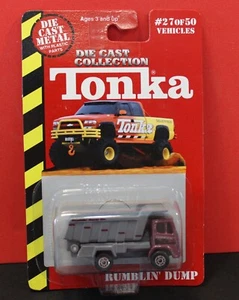 DIE CAST
METAL
WITH PLASTIC
PARTS
Ages 3 and up
#27 OF 50
VEHICLES
DIE CAST
COLLECTION
Tonka
Tonka
RUMBLIN' DUMP